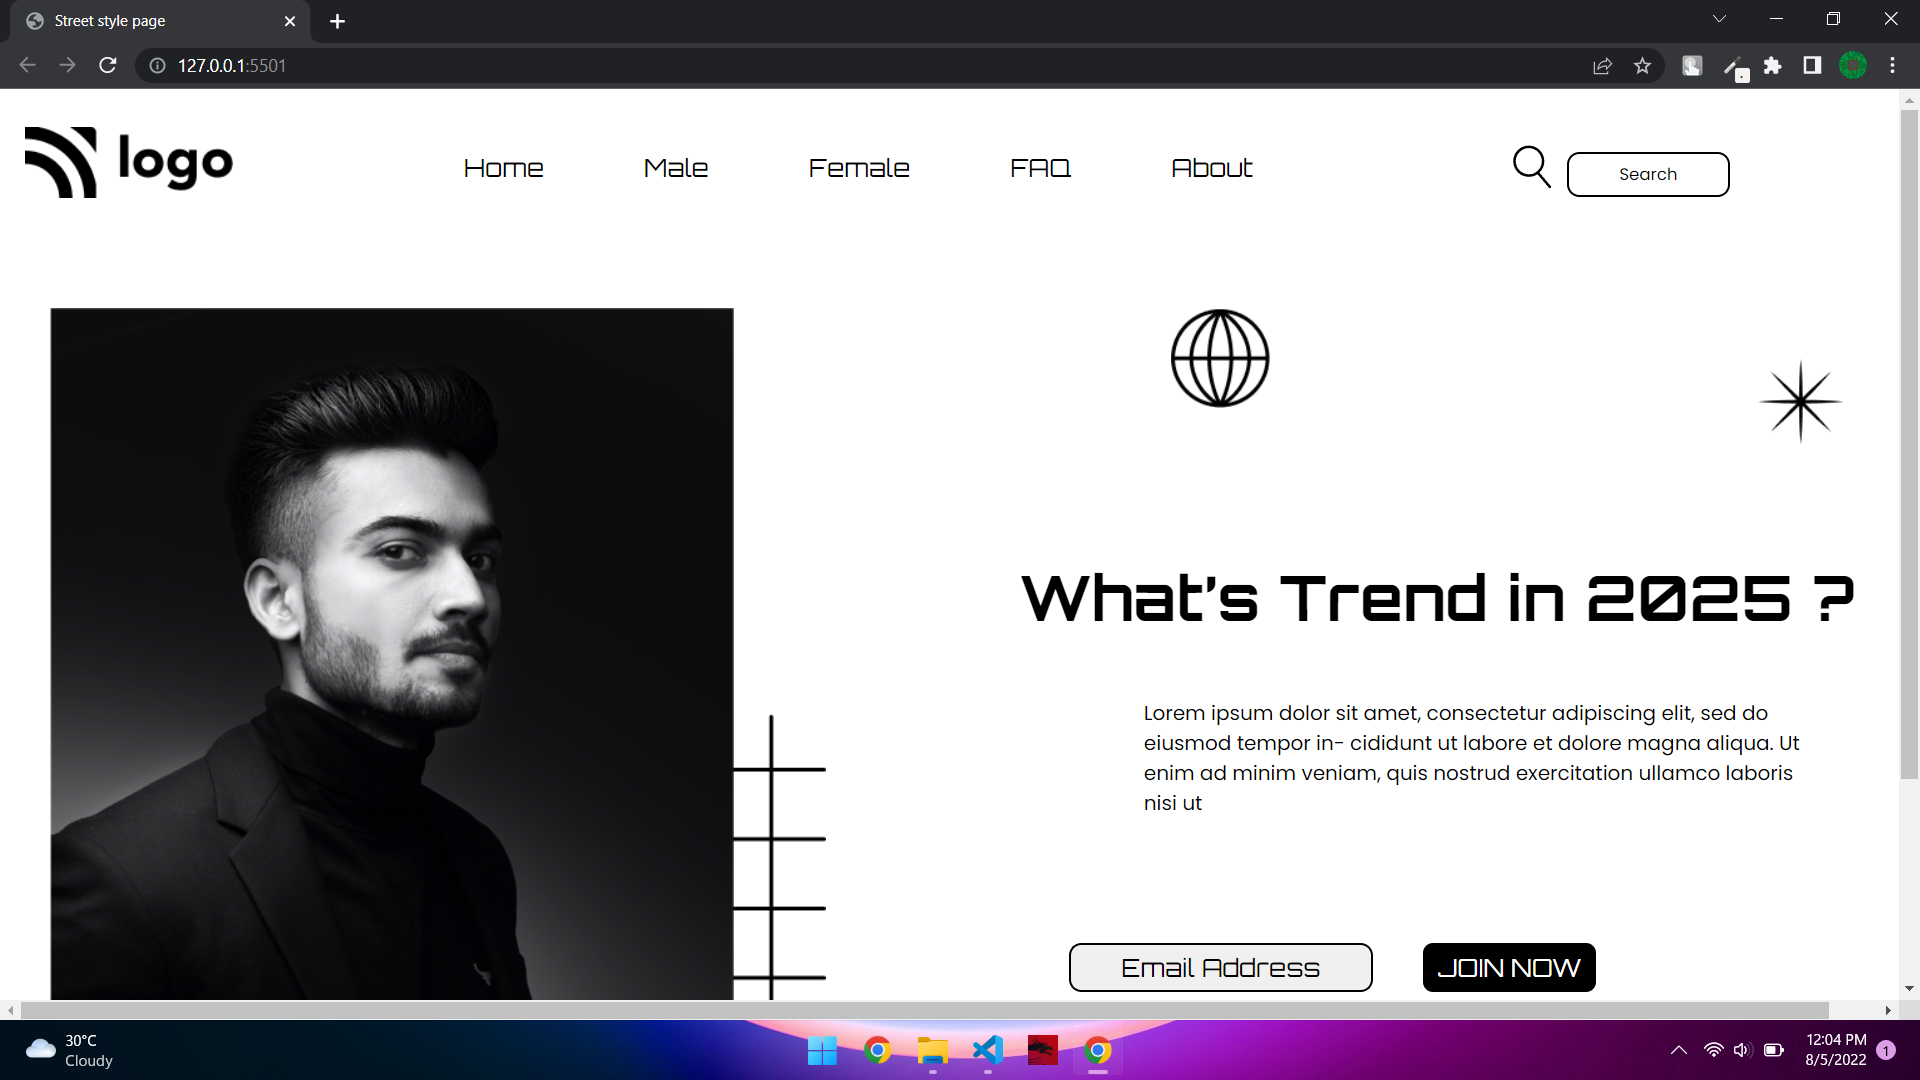 Street style page
127.0.0.1:5501
logo
Home
Male
Female
FAQ
About
Search
What's Trend in 2025 ?
Lorem ipsum dolor sit amet, consectetur adipiscing elit, sed do
eiusmod tempor in- cididunt ut labore et dolore magna aliqua. Ut
enim ad minim veniam, quis nostrud exercitation ullamco laboris
nisi ut
Email Address
JOIN NOW
30°C
Cloudy
12:04 PM
8/5/2022
1